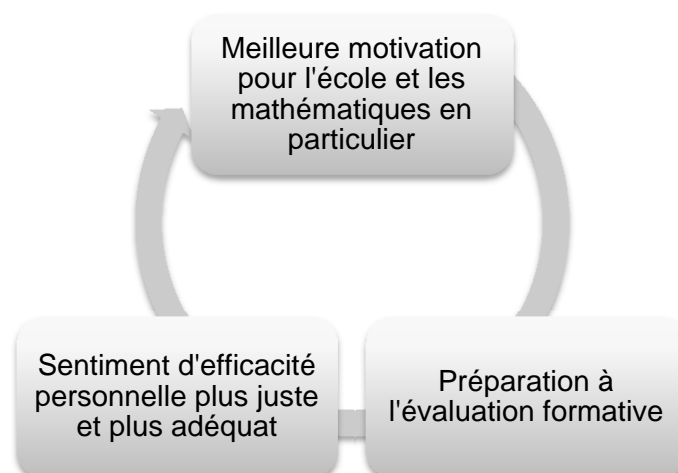 Meilleure motivation
pour l'école et les
mathématiques en
particulier
Sentiment d'efficacité
personnelle plus juste
et plus adéquat
Préparation à
l'évaluation formative